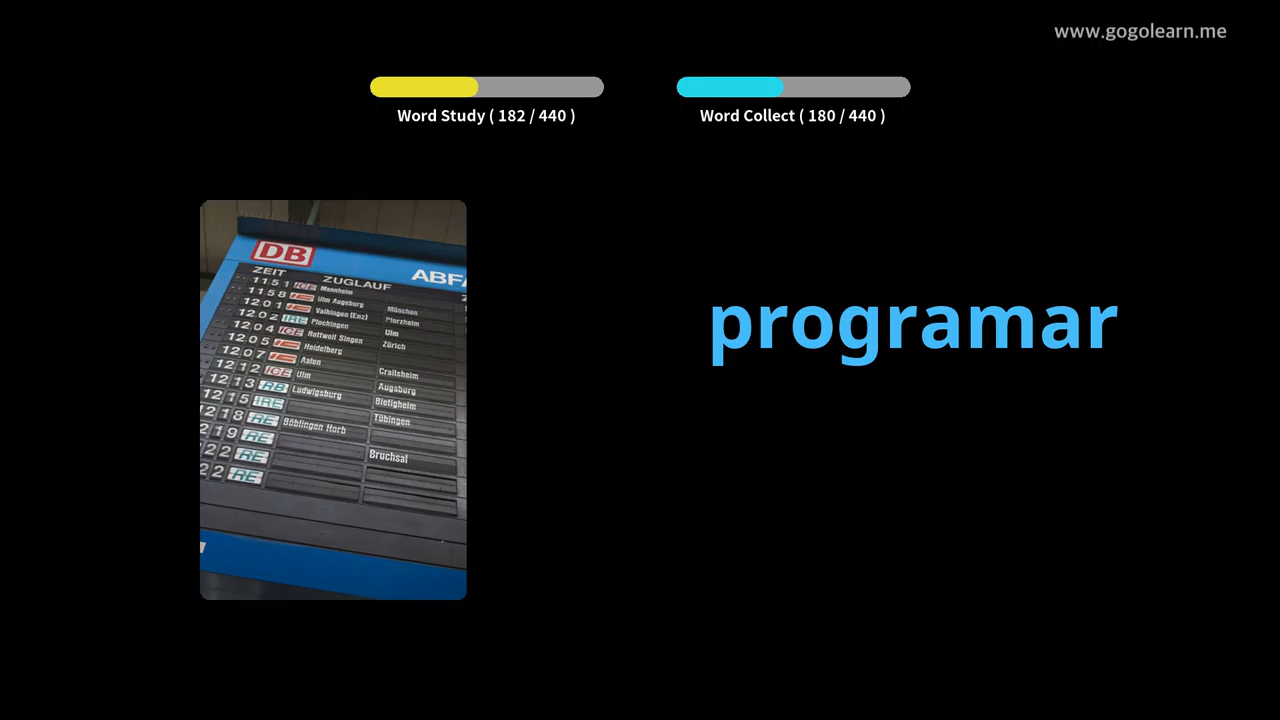 www.gogolearn.me
Word Study ( 182 / 440 )
Word Collect ( 180 / 440 )
programar
DB
ZEIT ZUGLAUF ABFA
1151 ICE Mannheim
1158 Ulm Augsburg München
1201 Vaihingen (Enz) Pforzheim
1202 IRE Plochingen Ulm
1204 ICE Rottweil Singen Zürich
1205 Heidelberg
1207 Aalen Crailsheim
1212 ICE Ulm Augsburg
1213 RB Ludwigsburg Bietigheim
1215 IRE Tübingen
1218 RE Böblingen Horb
219 RE Bruchsal
22 RE
22 RE